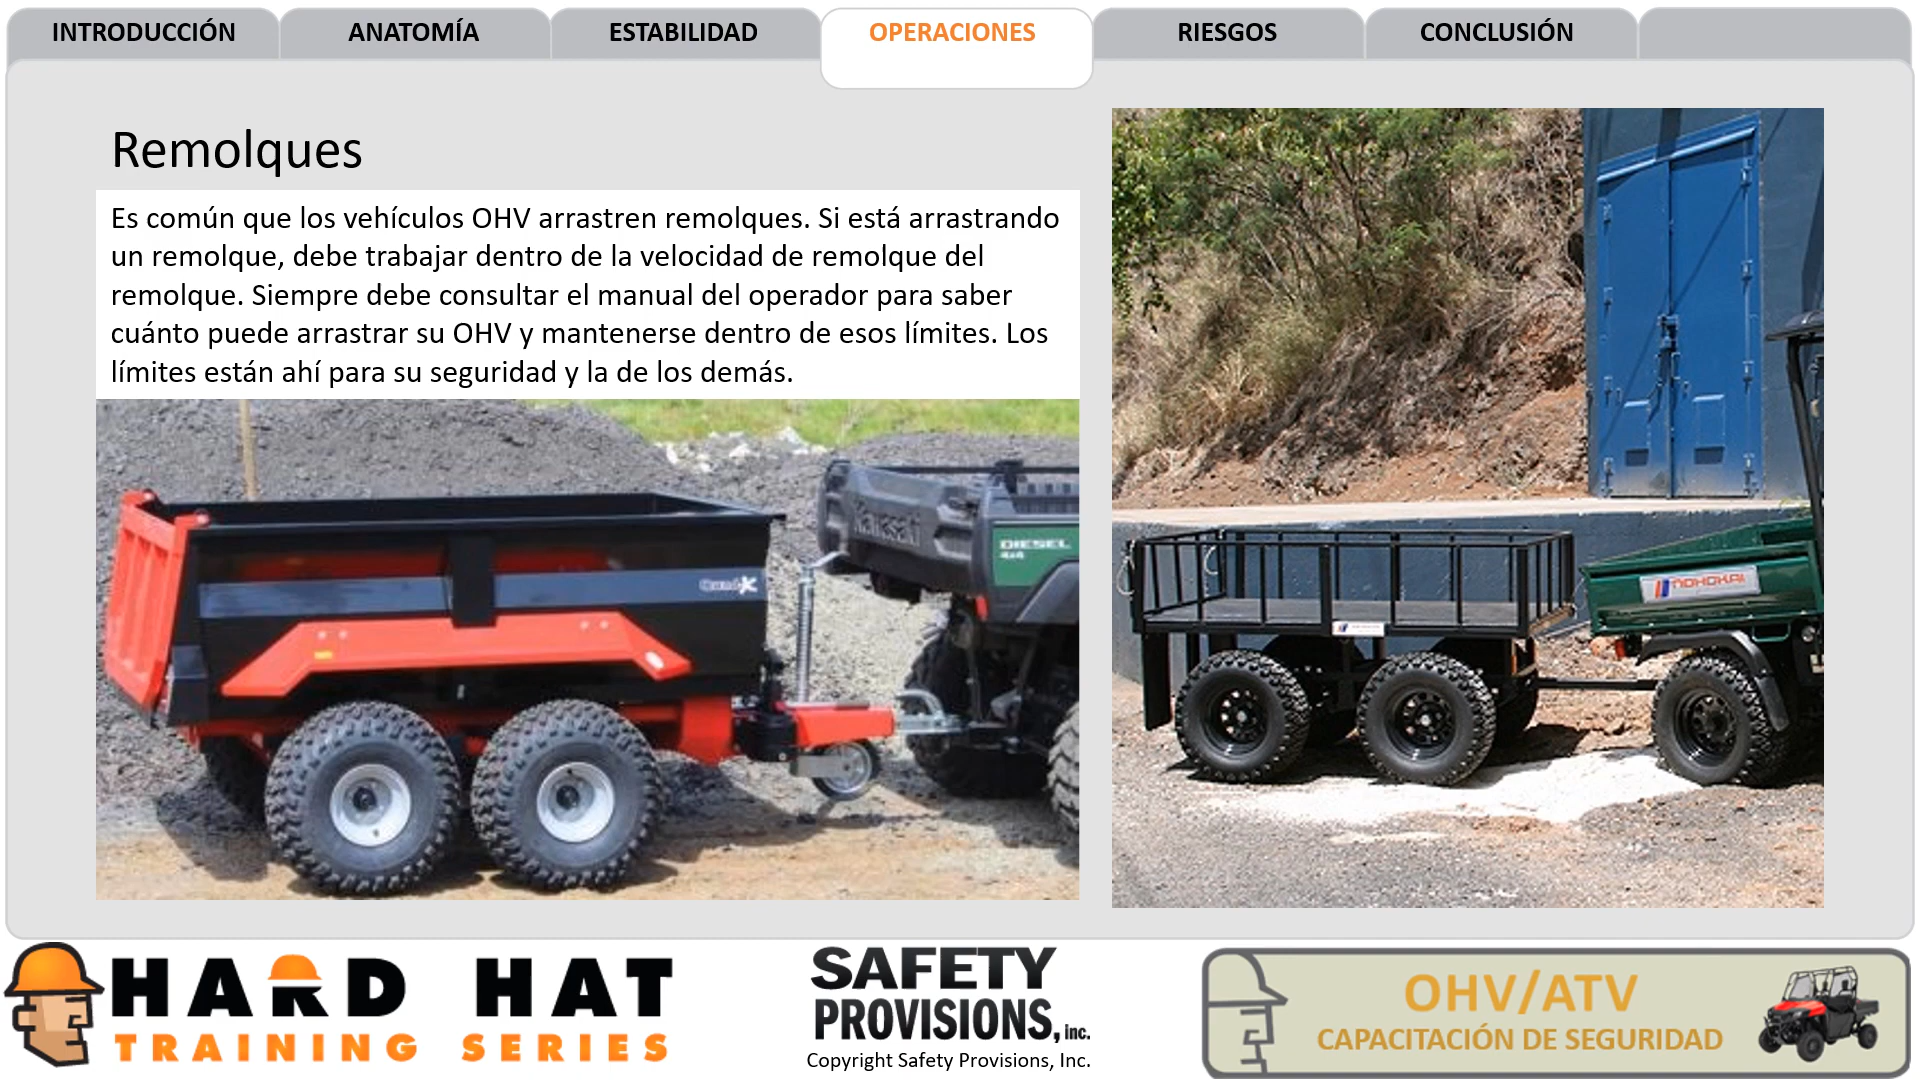 INTRODUCCIÓN
ANATOMÍA
ESTABILIDAD
OPERACIONES
RIESGOS
CONCLUSIÓN
Remolques
Es común que los vehículos OHV arrastren remolques. Si está arrastrando
un remolque, debe trabajar dentro de la velocidad de remolque del
remolque. Siempre debe consultar el manual del operador para saber
cuánto puede arrastrar su OHV y mantenerse dentro de esos límites. Los
límites están ahí para su seguridad y la de los demás.
Kawasaki
DIESEL
4x4
Quad-X
NOHOKAI
HARD HAT
TRAINING SERIES
SAFETY
PROVISIONS, inc.
Copyright Safety Provisions, Inc.
OHV/ATV
CAPACITACIÓN DE SEGURIDAD